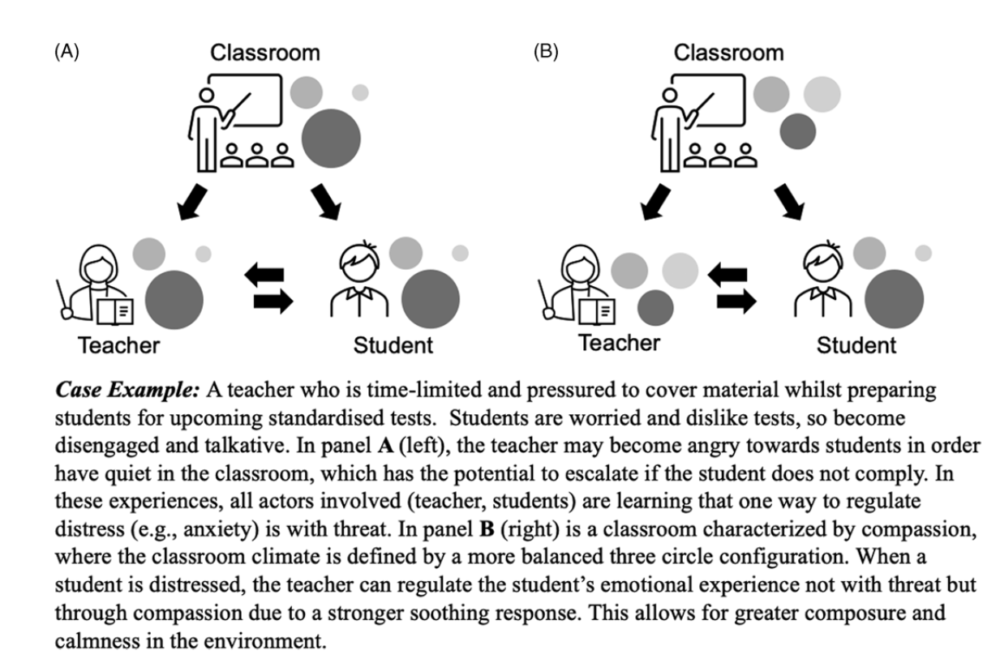 (A)
Classroom
(B)
Classroom
Teacher
Student
Teacher
Student
Case Example: A teacher who is time-limited and pressured to cover material whilst preparing
students for upcoming standardised tests.  Students are worried and dislike tests, so become
disengaged and talkative. In panel A (left), the teacher may become angry towards students in order
have quiet in the classroom, which has the potential to escalate if the student does not comply. In
these experiences, all actors involved (teacher, students) are learning that one way to regulate
distress (e.g., anxiety) is with threat. In panel B (right) is a classroom characterized by compassion,
where the classroom climate is defined by a more balanced three circle configuration. When a
student is distressed, the teacher can regulate the student’s emotional experience not with threat but
through compassion due to a stronger soothing response. This allows for greater composure and
calmness in the environment.